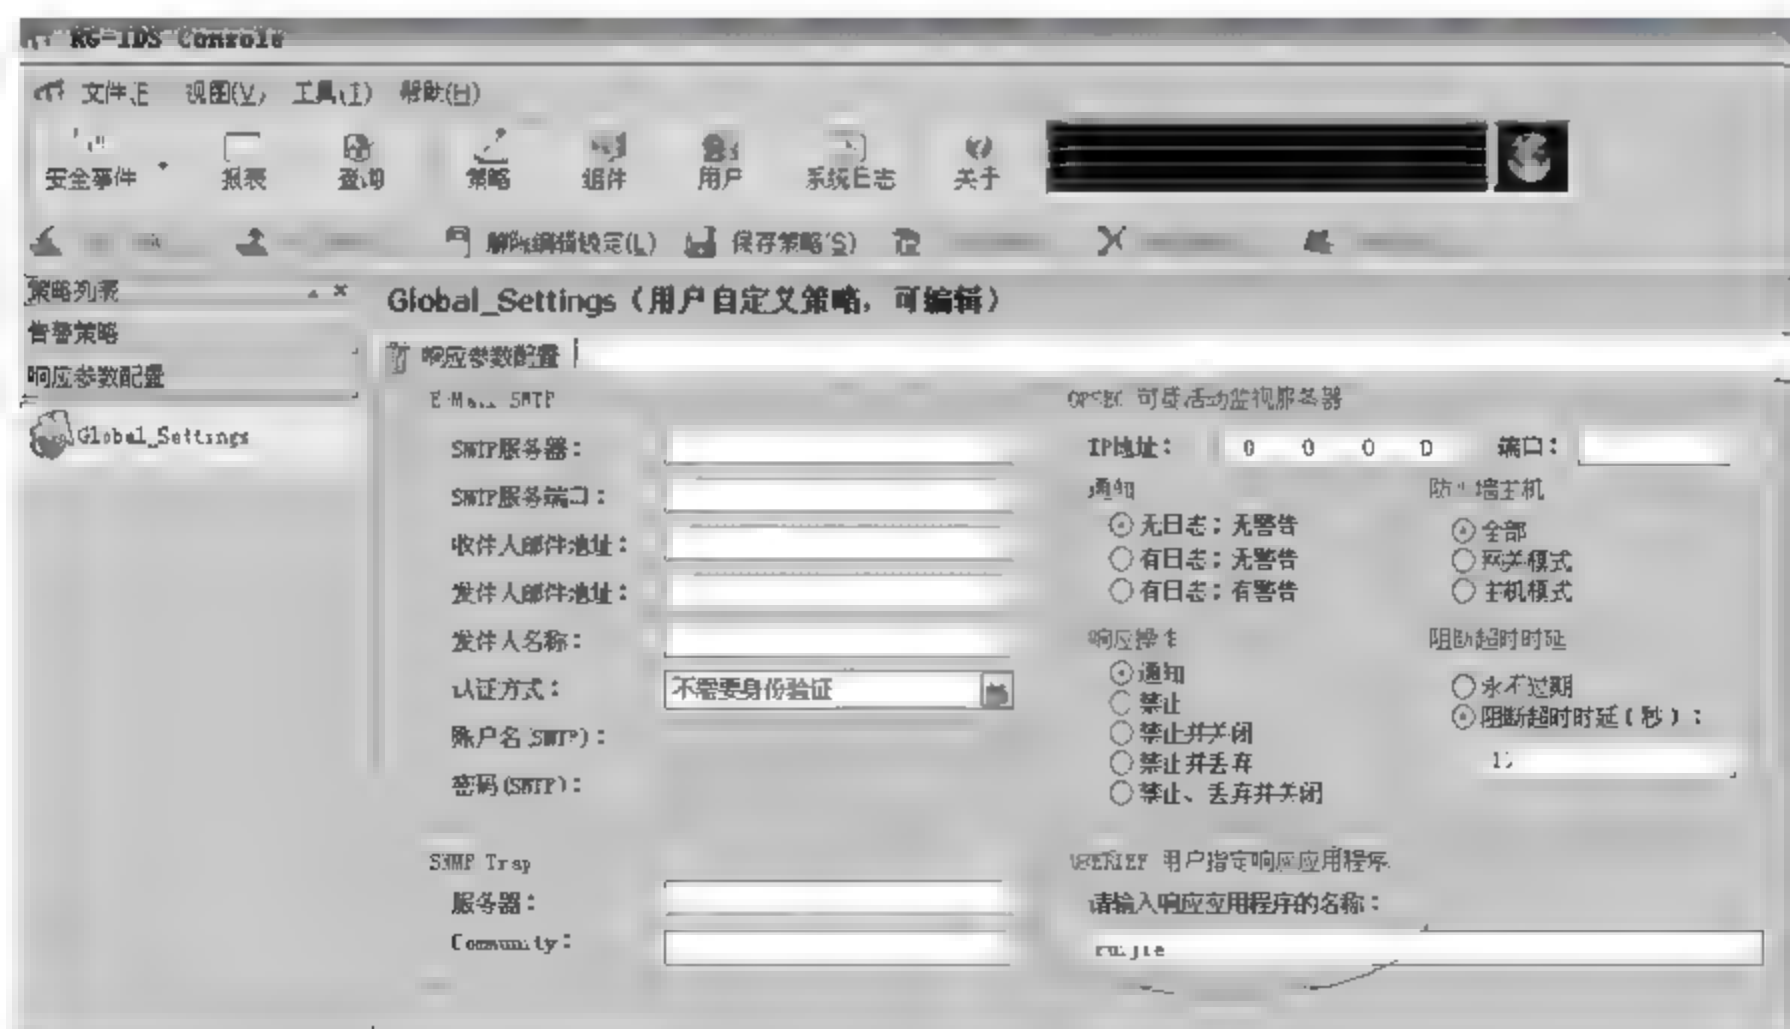 RG-IDS Console
文件 视图(V) 工具(T) 帮助(H)
安全事件 报表 查询 策略 组件 用户 系统日志 关于
解除编辑锁定(L) 保存策略(S)
策略列表
Global_Settings（用户自定义策略，可编辑）
告警策略
响应参数配置
响应参数配置
Global_Settings
E-Mail SMTP
SMTP服务器：
SMTP服务端口：
收件人邮件地址：
发件人邮件地址：
发件人名称：
认证方式： 不需要身份验证
账户名(SMTP)：
密码(SMTP)：
SNMP Trap
服务器：
Community：
OPSEC 可疑活动监视服务器
IP地址： 0 0 0 0 端口：
通知
无日志；无警告
有日志；无警告
有日志；有警告
防火墙主机
全部
网关模式
主机模式
响应操作
通知
禁止
禁止并关闭
禁止并丢弃
禁止、丢弃并关闭
阻断超时时延
永不过期
阻断超时时延(秒)：
用户指定响应应用程序
请输入响应应用程序的名称：
ruijie